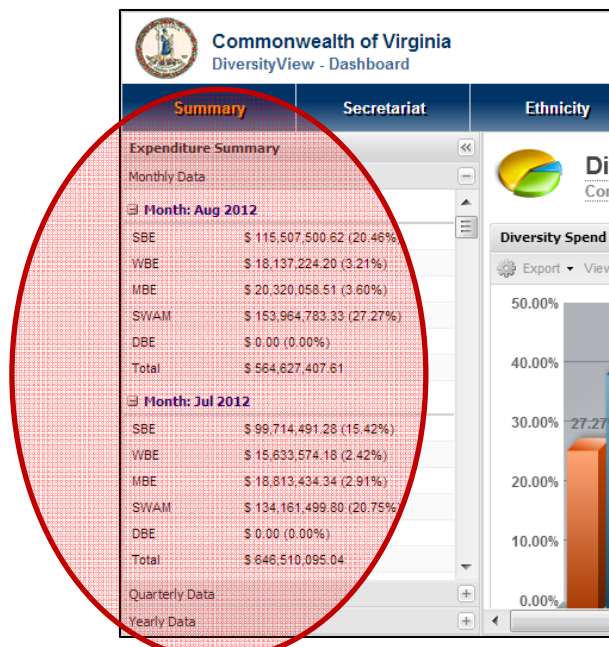 Commonwealth of Virginia
DiversityView - Dashboard
Summary Secretariat Ethnicity
Expenditure Summary
Monthly Data
Month: Aug 2012
SBE $ 115,507,500.62 (20.46%)
WBE $ 18,137,224.20 (3.21%)
MBE $ 20,320,058.51 (3.60%)
SWAM $ 153,964,783.33 (27.27%)
DBE $ 0.00 (0.00%)
Total $ 564,627,407.61
Month: Jul 2012
SBE $ 99,714,491.28 (15.42%)
WBE $ 15,633,574.18 (2.42%)
MBE $ 18,813,434.34 (2.91%)
SWAM $ 134,161,499.80 (20.75%)
DBE $ 0.00 (0.00%)
Total $ 646,510,095.04
Quarterly Data
Yearly Data
Di
Con
Diversity Spend
Export View
50.00%
40.00%
30.00% 27.27
20.00%
10.00%
0.00%